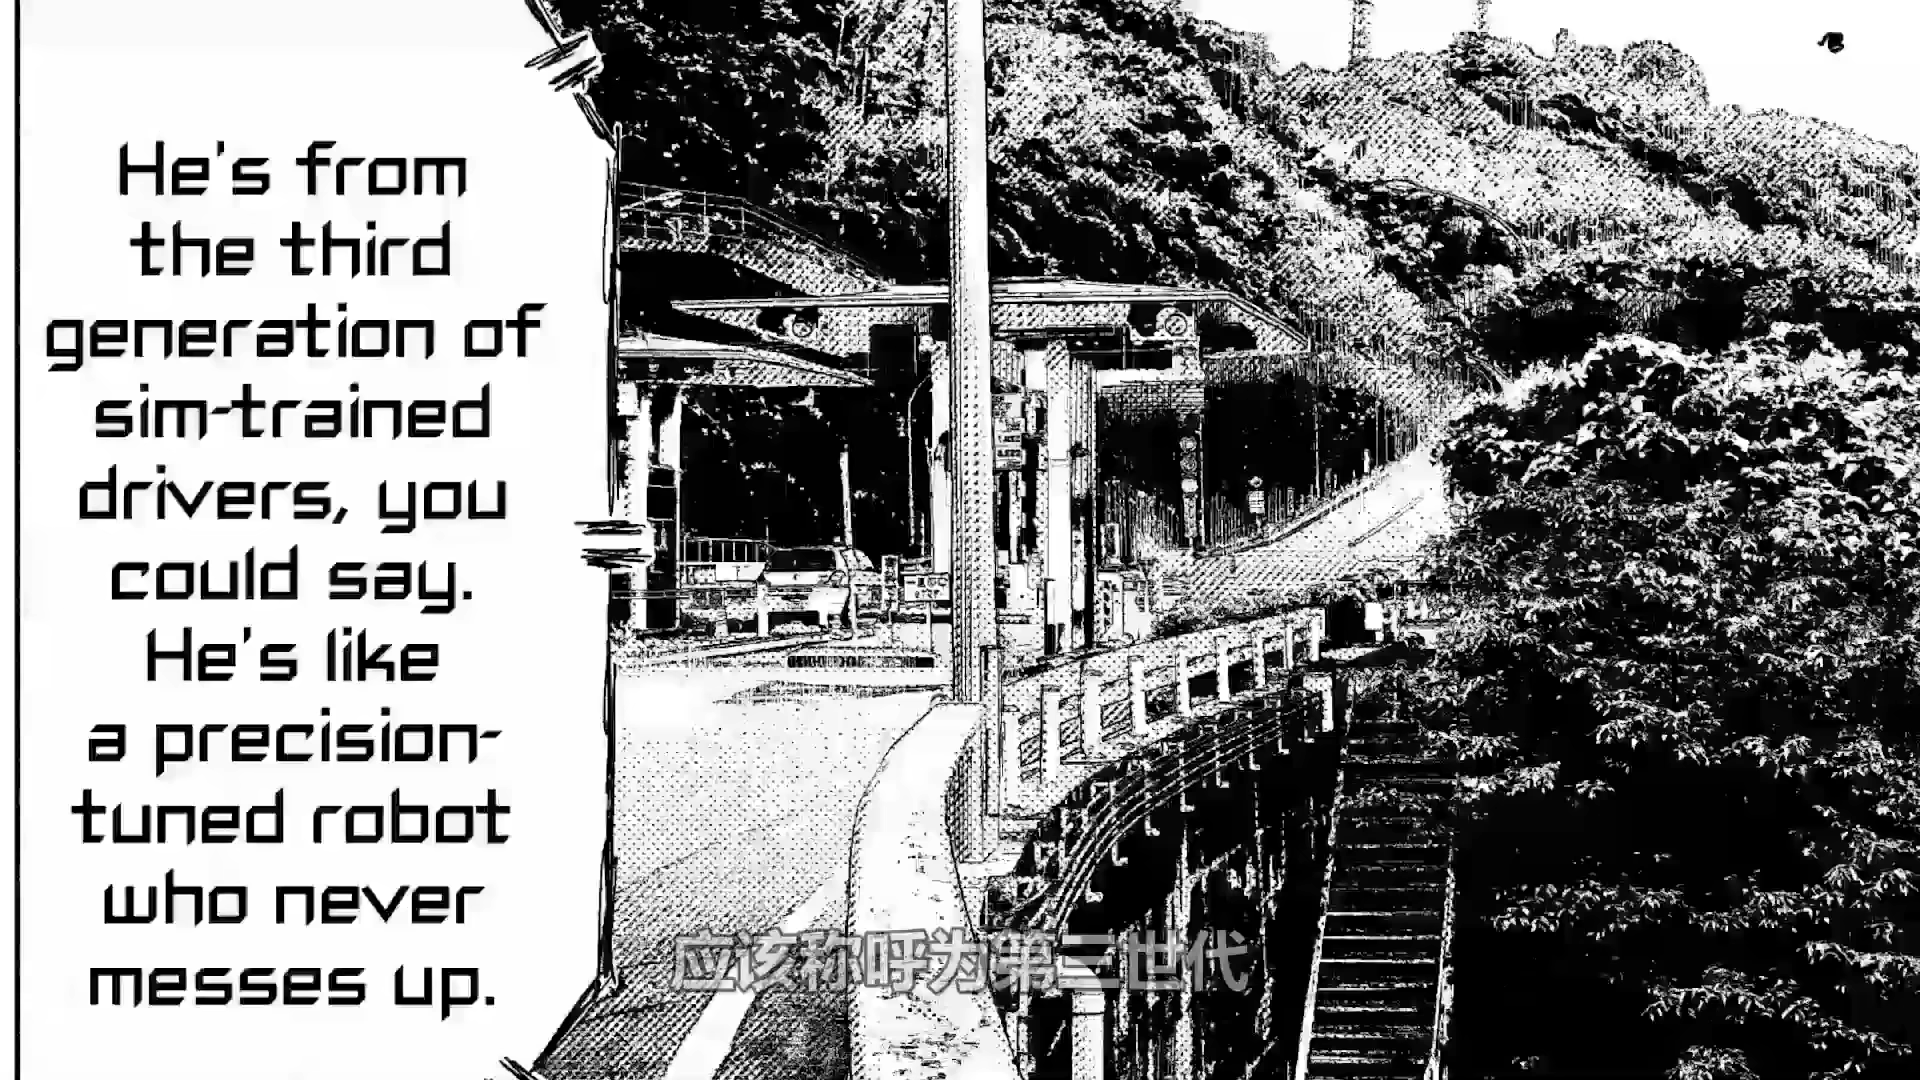 He's from
the third
generation of
sim-trained
drivers, you
could say.
He's like
a precision-
tuned robot
who never
messes up.
应该称呼为第三世代